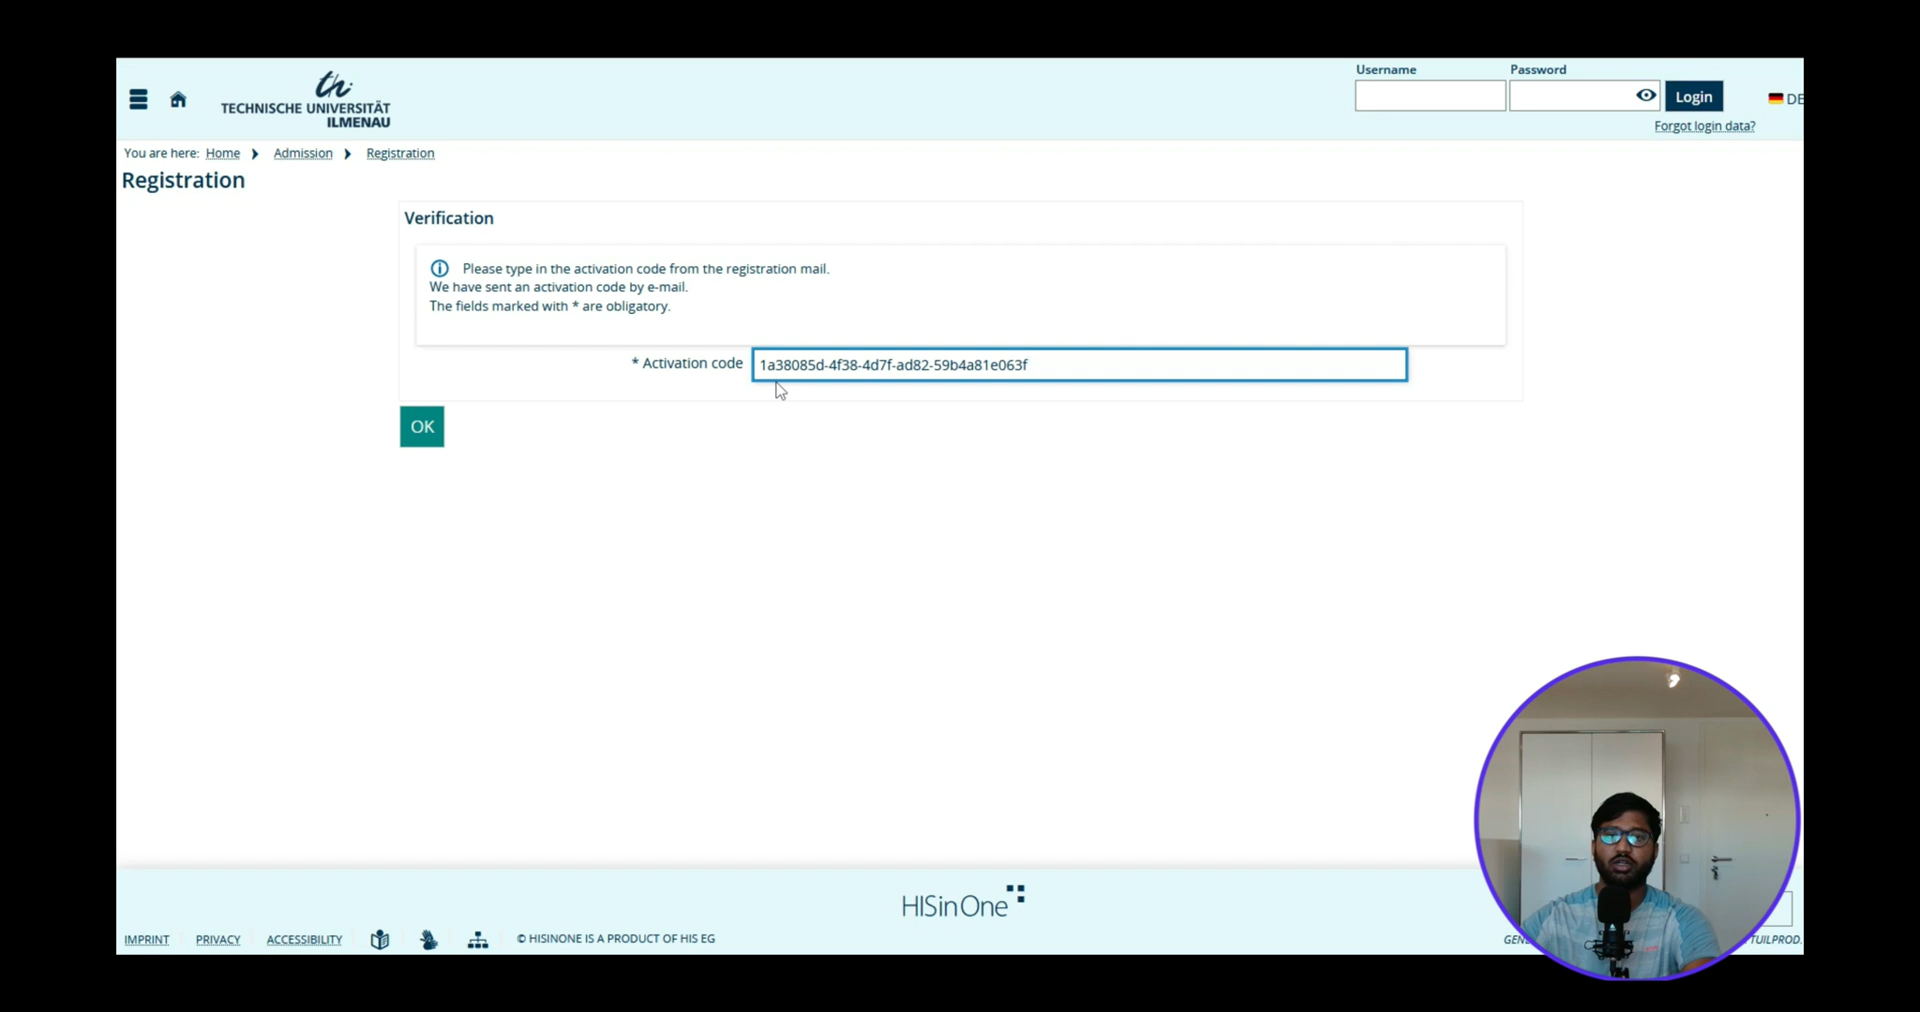 Username Password
th:
TECHNISCHE UNIVERSITÄT
ILMENAU
Login
DE
Forgot login data?
You are here: Home Admission Registration
Registration
Verification
Please type in the activation code from the registration mail.
We have sent an activation code by e-mail.
The fields marked with * are obligatory.
* Activation code 1a38085d-4f38-4d7f-ad82-59b4a81e063f
OK
HISinOne
IMPRINT PRIVACY ACCESSIBILITY © HISINONE IS A PRODUCT OF HIS EG
TUILPROD.